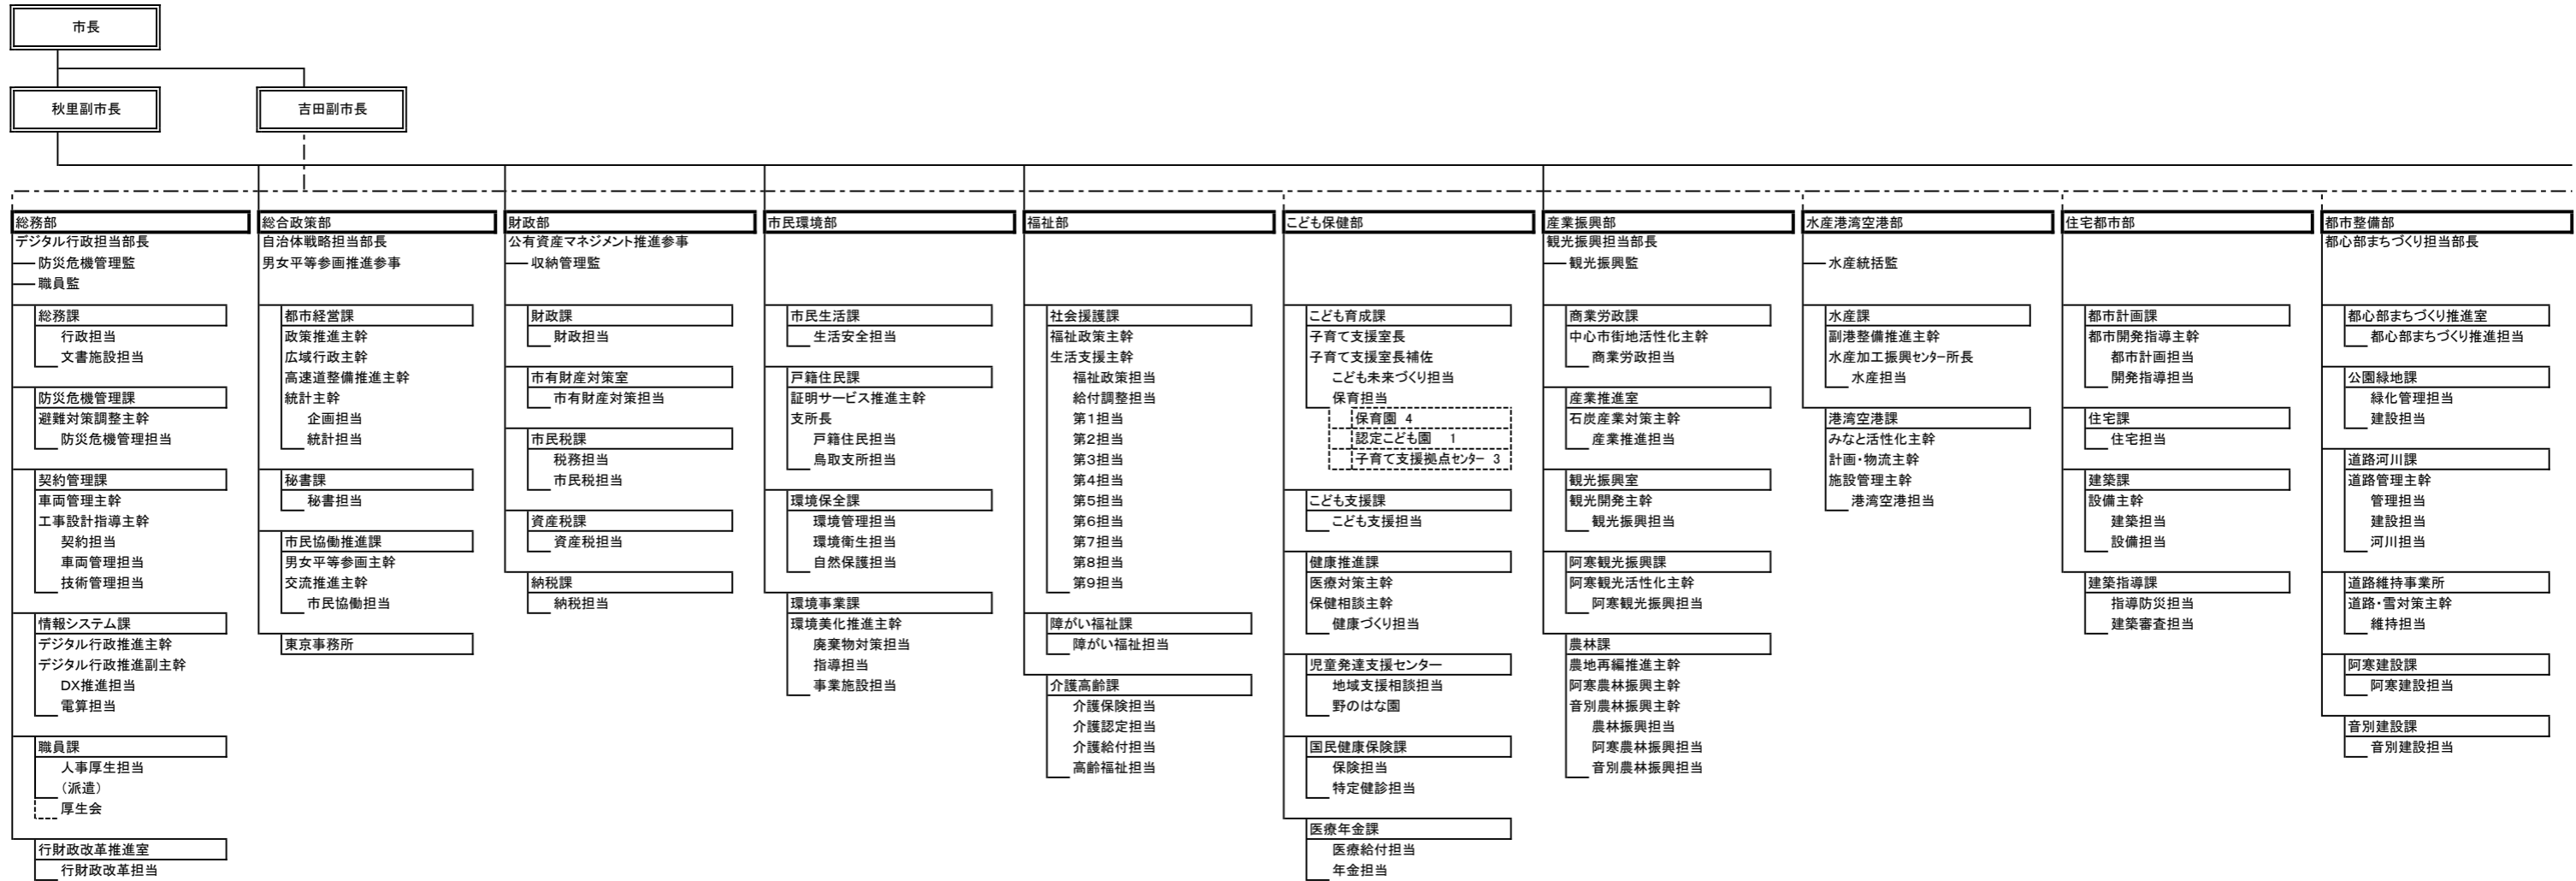 市長
秋里副市長
吉田副市長
総務部
デジタル行政担当部長
防災危機管理監
職員監
総務課
行政担当
文書施設担当
防災危機管理課
避難対策調整主幹
防災危機管理担当
契約管理課
車両管理主幹
工事設計指導主幹
契約担当
車両管理担当
技術管理担当
情報システム課
デジタル行政推進主幹
デジタル行政推進副主幹
DX推進担当
電算担当
職員課
人事厚生担当
(派遣)
厚生会
行財政改革推進室
行財政改革担当
総合政策部
自治体戦略担当部長
男女平等参画推進参事
都市経営課
政策推進主幹
広域行政主幹
高速道整備推進主幹
統計主幹
企画担当
統計担当
秘書課
秘書担当
市民協働推進課
男女平等参画主幹
交流推進主幹
市民協働担当
東京事務所
財政部
公有資産マネジメント推進参事
収納管理監
財政課
財政担当
市有財産対策室
市有財産対策担当
市民税課
税務担当
市民税担当
資産税課
資産税担当
納税課
納税担当
市民環境部
市民生活課
生活安全担当
戸籍住民課
証明サービス推進主幹
支所長
戸籍住民担当
鳥取支所担当
環境保全課
環境管理担当
環境衛生担当
自然保護担当
環境事業課
環境美化推進主幹
廃棄物対策担当
指導担当
事業施設担当
福祉部
社会援護課
福祉政策主幹
生活支援主幹
福祉政策担当
給付調整担当
第1担当
第2担当
第3担当
第4担当
第5担当
第6担当
第7担当
第8担当
第9担当
障がい福祉課
障がい福祉担当
介護高齢課
介護保険担当
介護認定担当
介護給付担当
高齢福祉担当
こども保健部
こども育成課
子育て支援室長
子育て支援室長補佐
こども未来づくり担当
保育担当
保育園 4
認定こども園 1
子育て支援拠点センター 3
こども支援課
こども支援担当
健康推進課
医療対策主幹
保健相談主幹
健康づくり担当
児童発達支援センター
地域支援相談担当
野のはな園
国民健康保険課
保険担当
特定健診担当
医療年金課
医療給付担当
年金担当
産業振興部
観光振興担当部長
観光振興監
商業労政課
中心市街地活性化主幹
商業労政担当
産業推進室
石炭産業対策主幹
産業推進担当
観光振興室
観光開発主幹
観光振興担当
阿寒観光振興課
阿寒観光活性化主幹
阿寒観光振興担当
農林課
農地再編推進主幹
阿寒農林振興主幹
音別農林振興主幹
農林振興担当
阿寒農林振興担当
音別農林振興担当
水産港湾空港部
水産統括監
水産課
副港整備推進主幹
水産加工振興センター所長
水産担当
港湾空港課
みなと活性化主幹
計画・物流主幹
施設管理主幹
港湾空港担当
住宅都市部
都市計画課
都市開発指導主幹
都市計画担当
開発指導担当
住宅課
住宅担当
建築課
設備主幹
建築担当
設備担当
建築指導課
指導防災担当
建築審査担当
都市整備部
都心部まちづくり担当部長
都心部まちづくり推進室
都心部まちづくり推進担当
公園緑地課
緑化管理担当
建設担当
道路河川課
道路管理主幹
管理担当
建設担当
河川担当
道路維持事業所
道路・雪対策主幹
維持担当
阿寒建設課
阿寒建設担当
音別建設課
音別建設担当